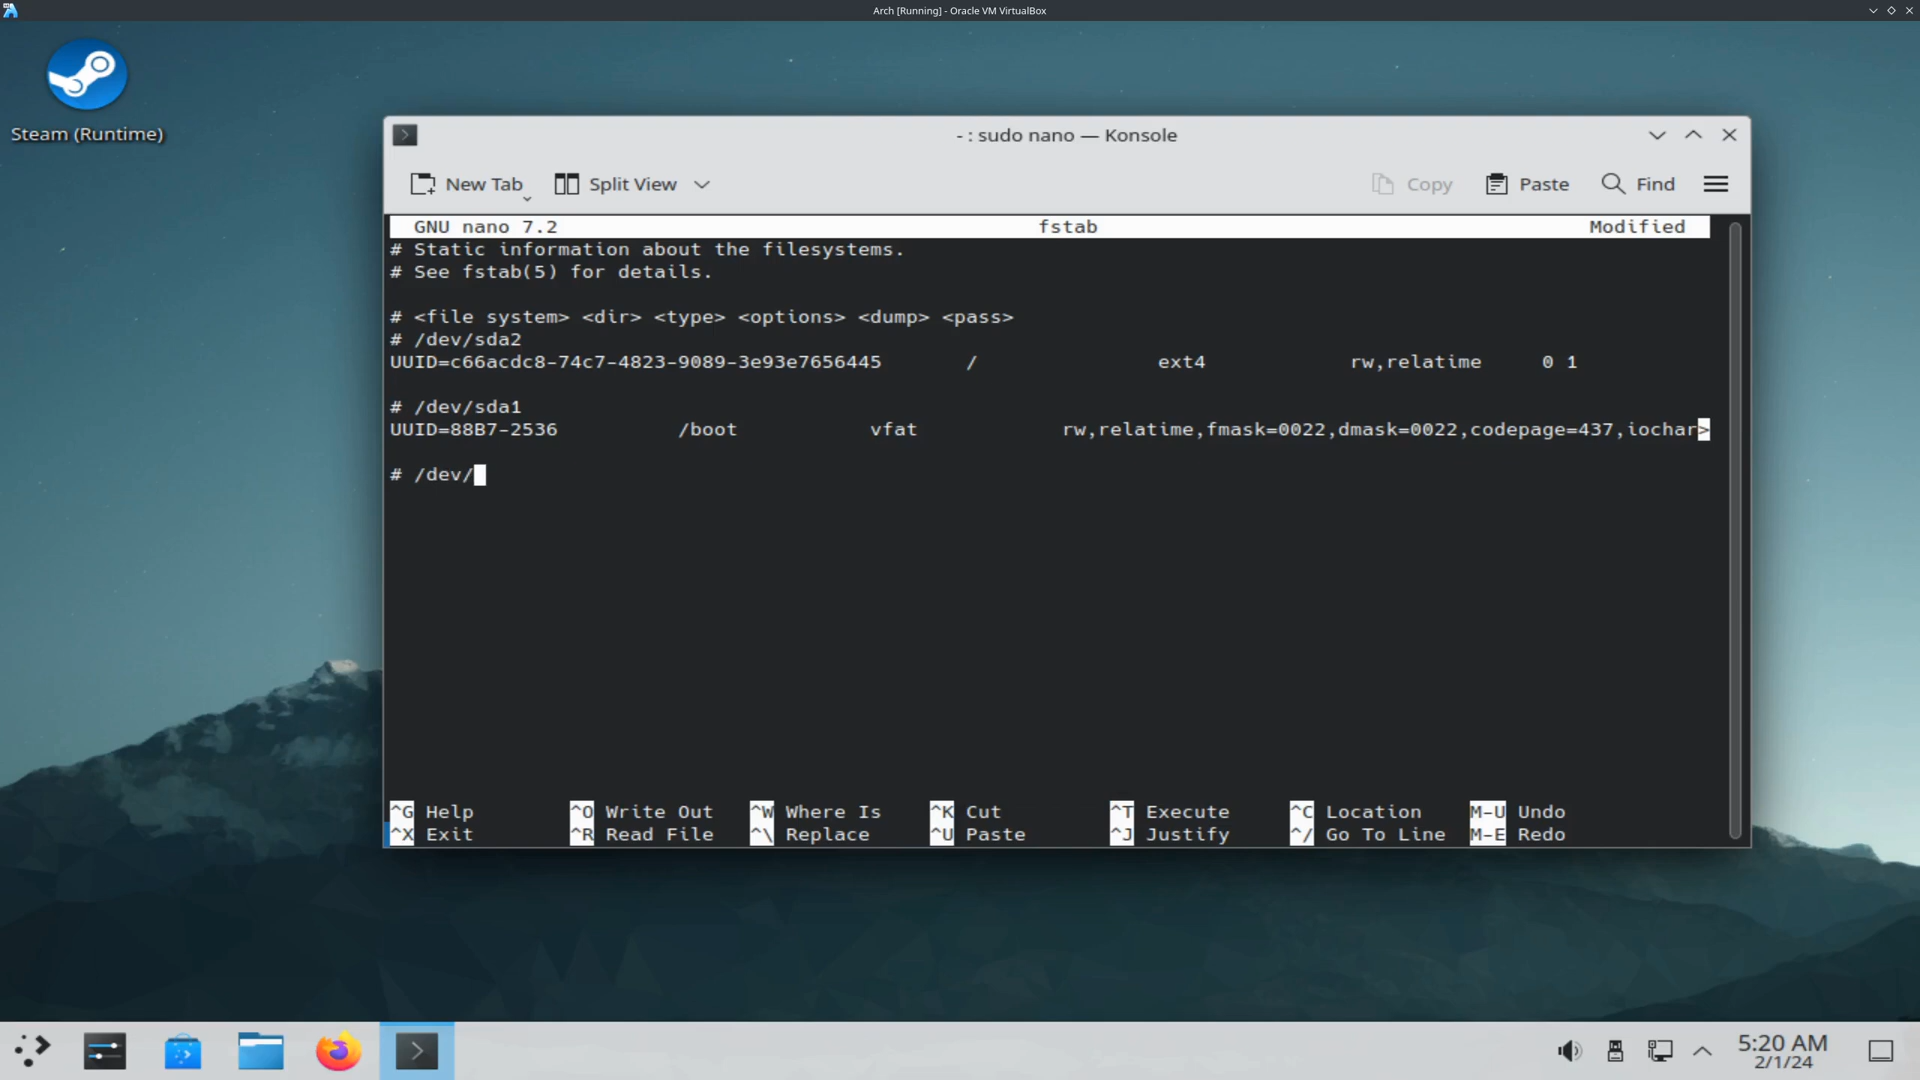 Arch [Running] - Oracle VM VirtualBox
Steam (Runtime)
- : sudo nano — Konsole
New Tab Split View Copy Paste Find
GNU nano 7.2 fstab Modified
# Static information about the filesystems.
# See fstab(5) for details.
# <file system> <dir> <type> <options> <dump> <pass>
# /dev/sda2
UUID=c66acdc8-74c7-4823-9089-3e93e7656445 / ext4 rw,relatime 0 1
# /dev/sda1
UUID=88B7-2536 /boot vfat rw,relatime,fmask=0022,dmask=0022,codepage=437,iochar>
# /dev/
^G Help ^O Write Out ^W Where Is ^K Cut ^T Execute ^C Location M-U Undo
^X Exit ^R Read File ^\ Replace ^U Paste ^J Justify ^/ Go To Line M-E Redo
5:20 AM
2/1/24